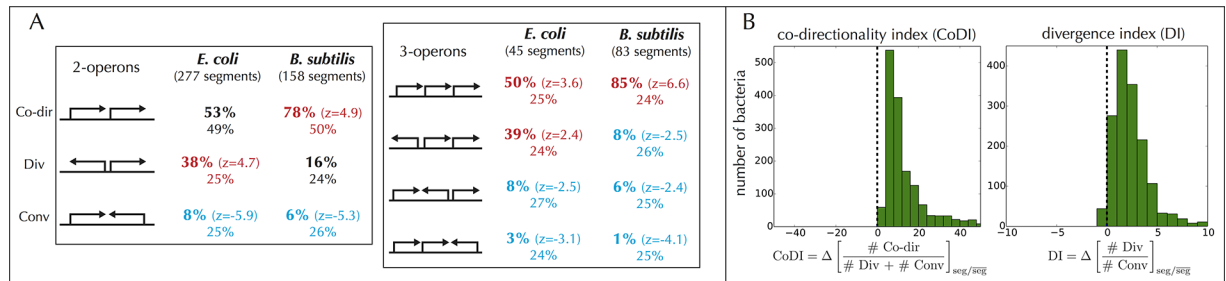 A
2-operons
E. coli
(277 segments)
B. subtilis
(158 segments)
Co-dir
53%
49%
78% (z=4.9)
50%
Div
38% (z=4.7)
25%
16%
24%
Conv
8% (z=-5.9)
25%
6% (z=-5.3)
26%
3-operons
E. coli
(45 segments)
B. subtilis
(83 segments)
50% (z=3.6)
25%
85% (z=6.6)
24%
39% (z=2.4)
24%
8% (z=-2.5)
26%
8% (z=-2.5)
27%
6% (z=-2.4)
25%
3% (z=-3.1)
24%
1% (z=-4.1)
25%
B
co-directionality index (CoDI)
number of bacteria
500
400
300
200
100
0
−40 −20 0 20 40
CoDI = Δ [ # Co-dir / # Div + # Conv ] seg/seg
divergence index (DI)
400
300
200
100
0
−10 −5 0 5 10
DI = Δ [ # Div / # Conv ] seg/seg